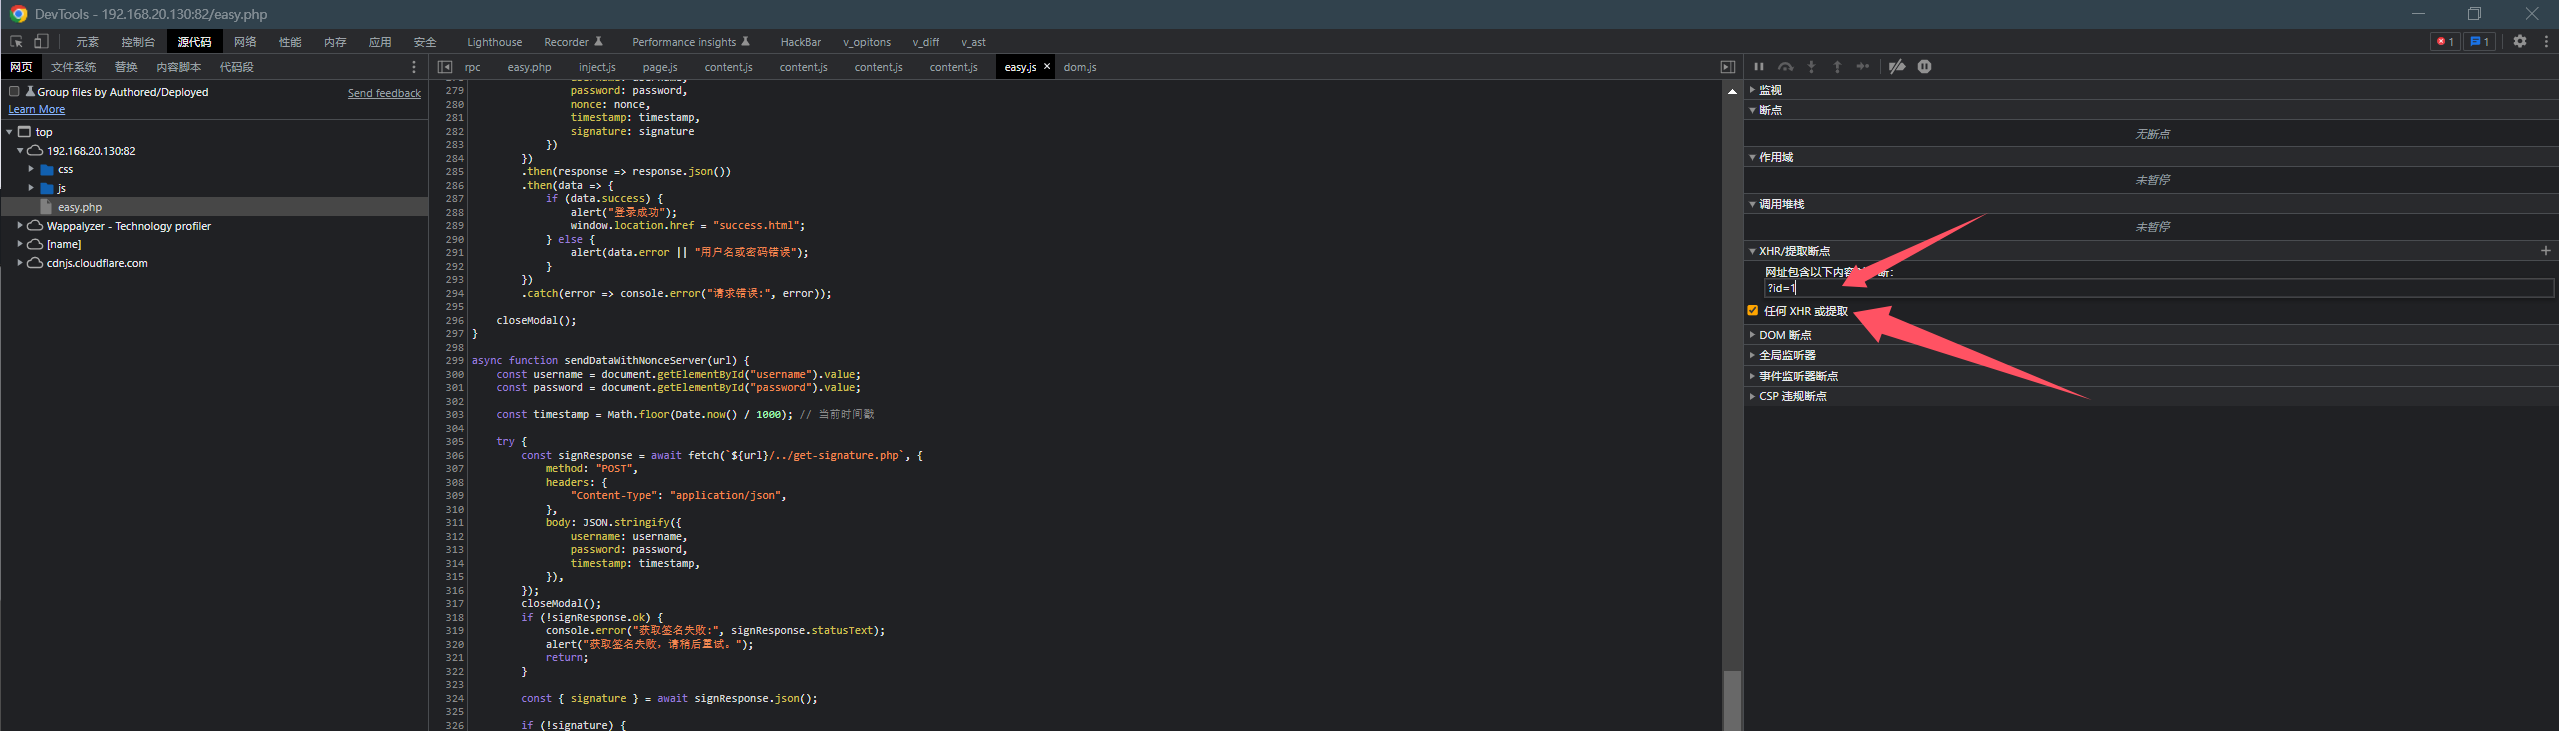 DevTools - 192.168.20.130:82/easy.php
元素 控制台 源代码 网络 性能 内存 应用 安全 Lighthouse Recorder Performance insights HackBar v_opitons v_diff v_ast 1 1
网页 文件系统 替换 内容脚本 代码段
rpc easy.php inject.js page.js content.js content.js content.js content.js easy.js × dom.js
Group files by Authored/Deployed Send feedback
Learn More
top
192.168.20.130:82
css
js
easy.php
Wappalyzer - Technology profiler
[name]
cdnjs.cloudflare.com
279 password: password,
280 nonce: nonce,
281 timestamp: timestamp,
282 signature: signature
283 })
284 })
285 .then(response => response.json())
286 .then(data => {
287 if (data.success) {
288 alert("登录成功");
289 window.location.href = "success.html";
290 } else {
291 alert(data.error || "用户名或密码错误");
292 }
293 })
294 .catch(error => console.error("请求错误:", error));
295
296 closeModal();
297 }
298
299 async function sendDataWithNonceServer(url) {
300 const username = document.getElementById("username").value;
301 const password = document.getElementById("password").value;
302
303 const timestamp = Math.floor(Date.now() / 1000); // 当前时间戳
304
305 try {
306 const signResponse = await fetch(`${url}/../get-signature.php`, {
307 method: "POST",
308 headers: {
309 "Content-Type": "application/json",
310 },
311 body: JSON.stringify({
312 username: username,
313 password: password,
314 timestamp: timestamp,
315 }),
316 });
317 closeModal();
318 if (!signResponse.ok) {
319 console.error("获取签名失败:", signResponse.statusText);
320 alert("获取签名失败，请稍后重试。");
321 return;
322 }
323
324 const { signature } = await signResponse.json();
325
326 if (!signature) {
监视
断点
无断点
作用域
未暂停
调用堆栈
未暂停
XHR/提取断点
网址包含以下内容 断:
?id=1
任何 XHR 或提取
DOM 断点
全局监听器
事件监听器断点
CSP 违规断点